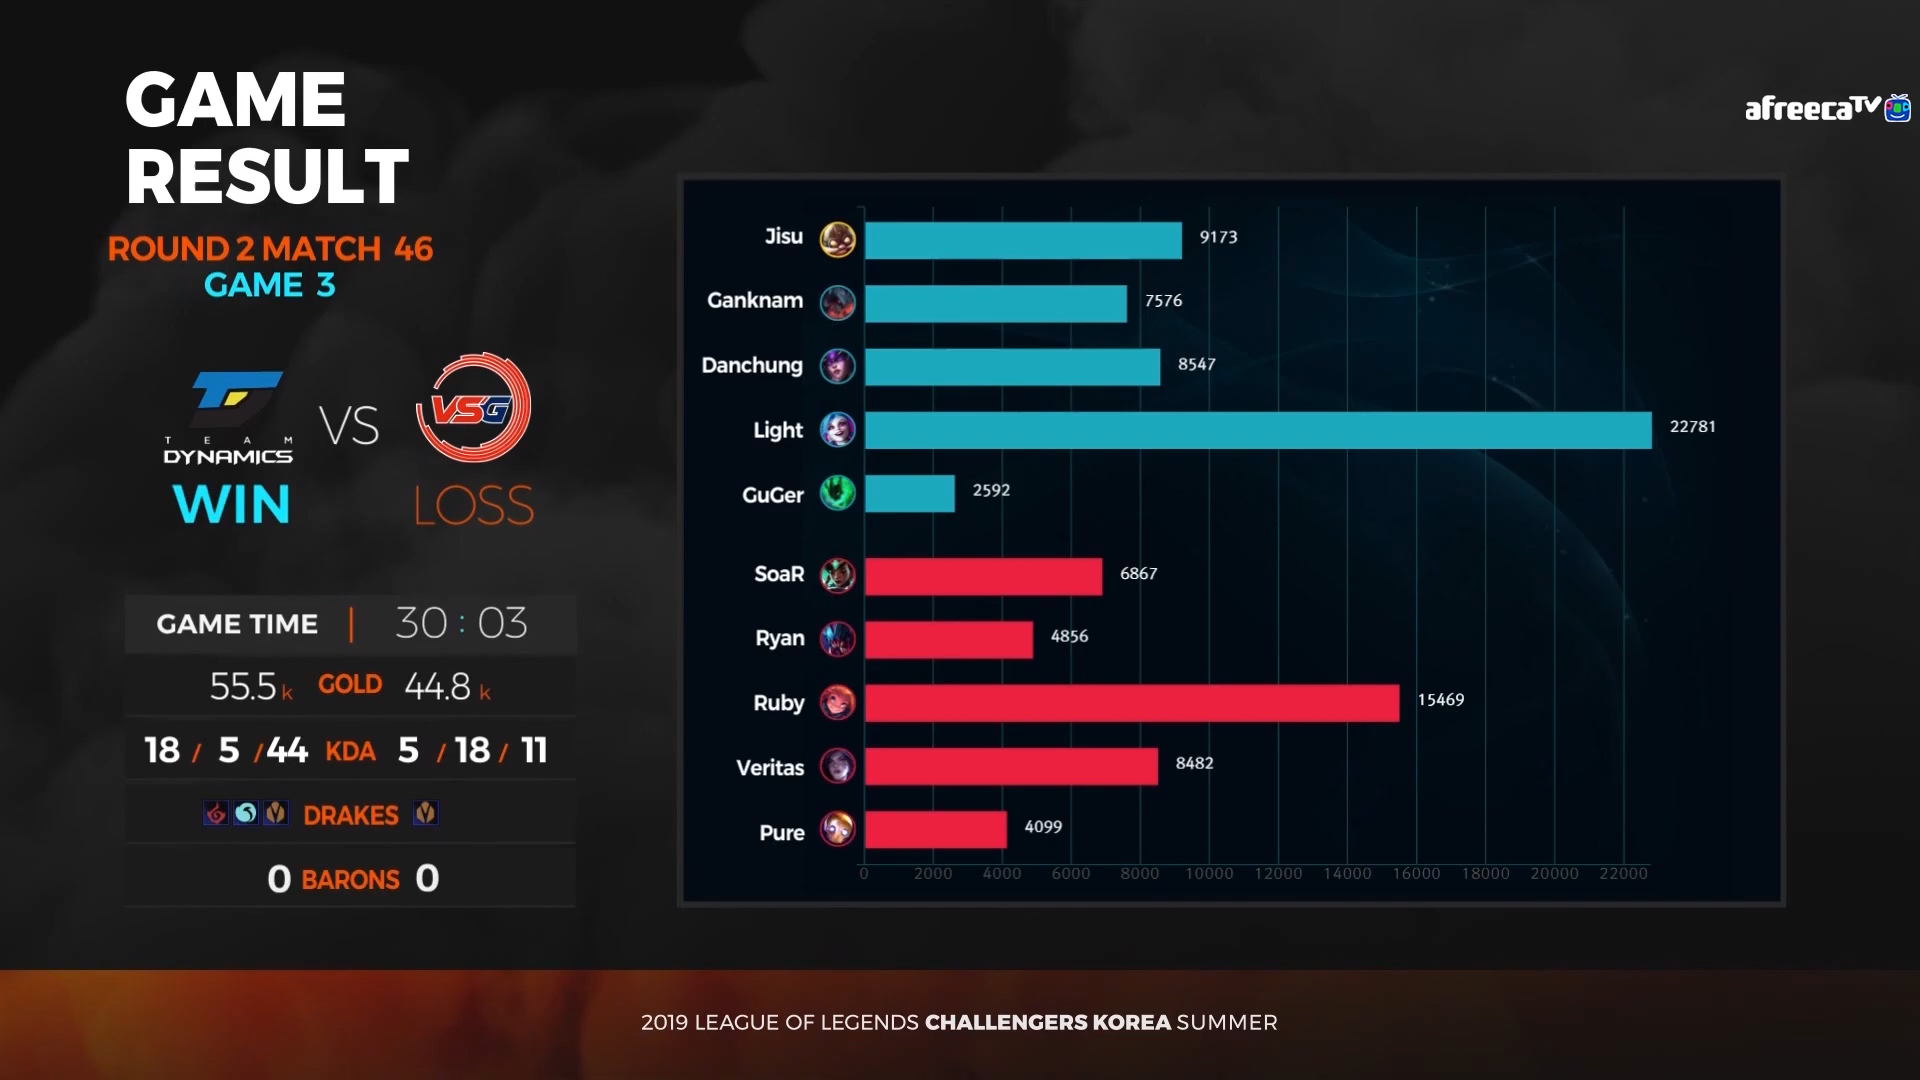 GAME
RESULT
ROUND 2 MATCH 46
GAME 3
TEAM
DYNAMICS
VS
VSG
WIN
LOSS
GAME TIME | 30 : 03
55.5 k GOLD 44.8 k
18 / 5 / 44 KDA 5 / 18 / 11
DRAKES
0 BARONS 0
afreecaTV
Jisu 9173
Ganknam 7576
Danchung 8547
Light 22781
GuGer 2592
SoaR 6867
Ryan 4856
Ruby 15469
Veritas 8482
Pure 4099
0 2000 4000 6000 8000 10000 12000 14000 16000 18000 20000 22000
2019 LEAGUE OF LEGENDS CHALLENGERS KOREA SUMMER